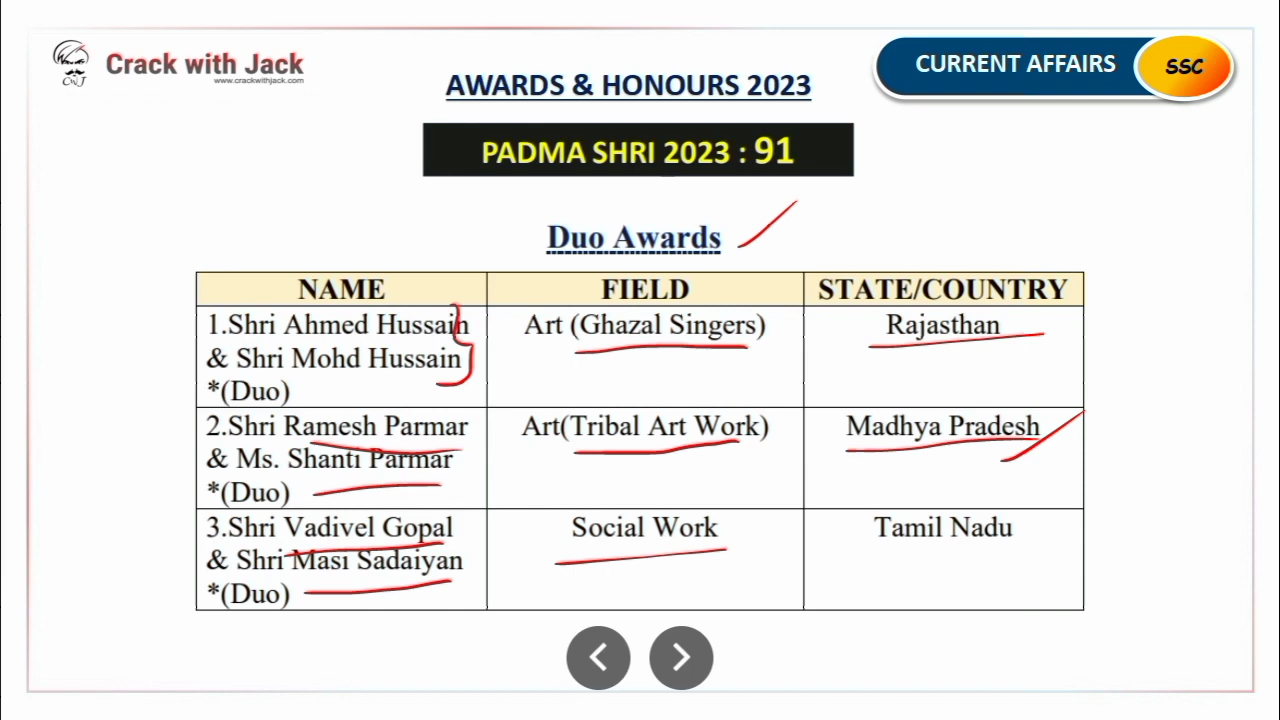 Crack with Jack
www.crackwithjack.com
CURRENT AFFAIRS
SSC
AWARDS & HONOURS 2023
PADMA SHRI 2023 : 91
Duo Awards
NAME FIELD STATE/COUNTRY
1.Shri Ahmed Hussain Art (Ghazal Singers) Rajasthan
& Shri Mohd Hussain
*(Duo)
2.Shri Ramesh Parmar Art(Tribal Art Work) Madhya Pradesh
& Ms. Shanti Parmar
*(Duo)
3.Shri Vadivel Gopal Social Work Tamil Nadu
& Shri Masi Sadaiyan
*(Duo)